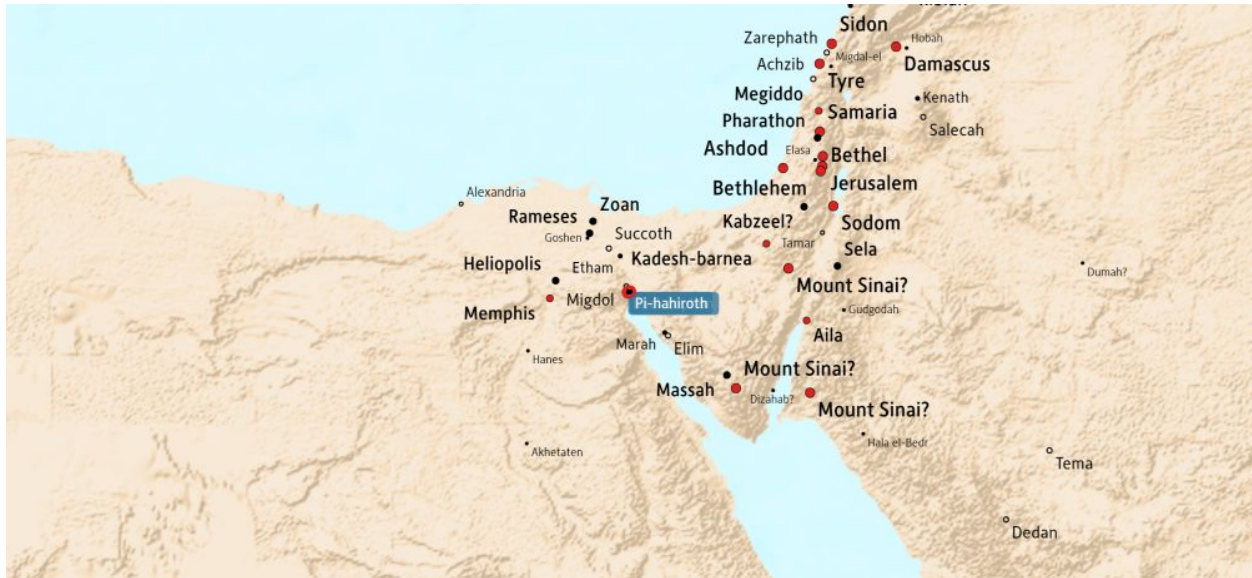 Sidon
Zarephath
Hobah
Migdal-el
Achzib
Damascus
Tyre
Megiddo
Kenath
Samaria
Pharathon
Salecah
Ashdod
Elasa
Bethel
Jerusalem
Bethlehem
Alexandria
Zoan
Rameses
Kabzeel?
Sodom
Goshen
Succoth
Tamar
Sela
Heliopolis
Etham
Kadesh-barnea
Dumah?
Mount Sinai?
Migdol
Pi-hahiroth
Memphis
Gudgodah
Aila
Marah
Elim
Hanes
Mount Sinai?
Massah
Dizahab?
Mount Sinai?
Hala el-Bedr
Akhetaten
Tema
Dedan